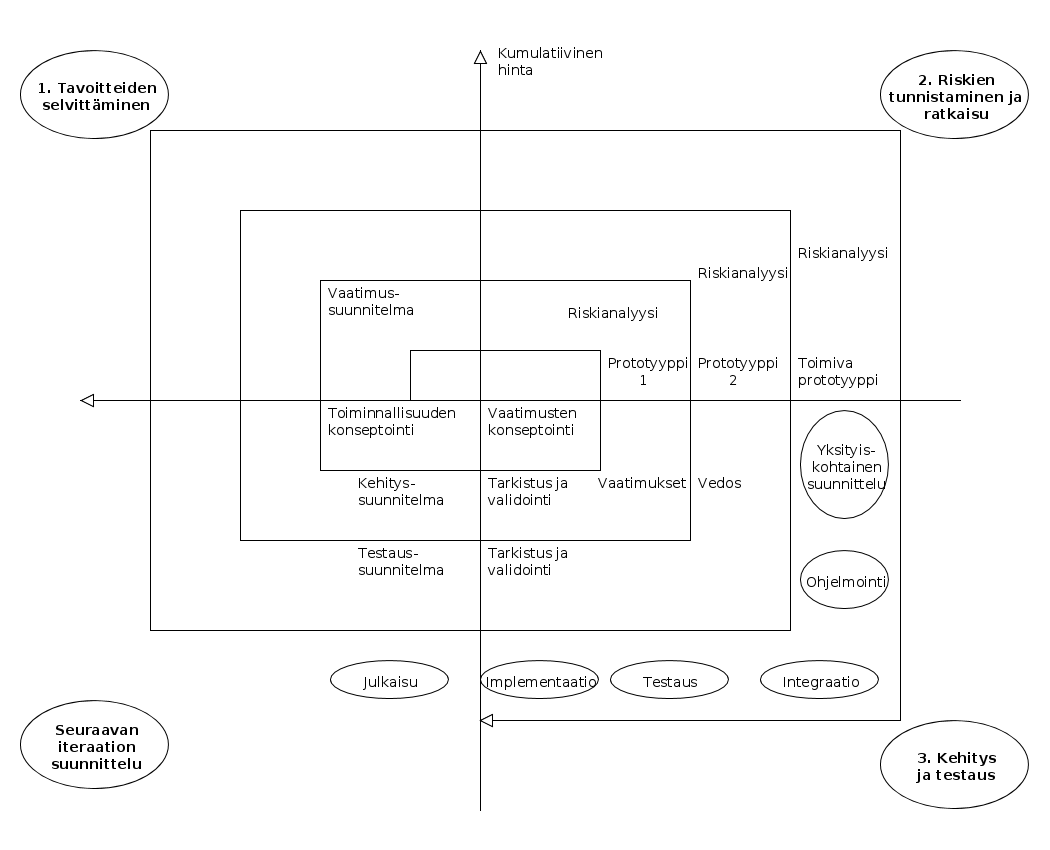 Kumulatiivinen
hinta
1. Tavoitteiden
selvittäminen
2. Riskien
tunnistaminen ja
ratkaisu
Riskianalyysi
Riskianalyysi
Vaatimus-
suunnitelma
Riskianalyysi
Prototyyppi
1
Prototyyppi
2
Toimiva
prototyyppi
Toiminnallisuuden
konseptointi
Vaatimusten
konseptointi
Yksityis-
kohtainen
suunnittelu
Kehitys-
suunnitelma
Tarkistus ja
validointi
Vaatimukset
Vedos
Testaus-
suunnitelma
Tarkistus ja
validointi
Ohjelmointi
Julkaisu
Implementaatio
Testaus
Integraatio
Seuraavan
iteraation
suunnittelu
3. Kehitys
ja testaus